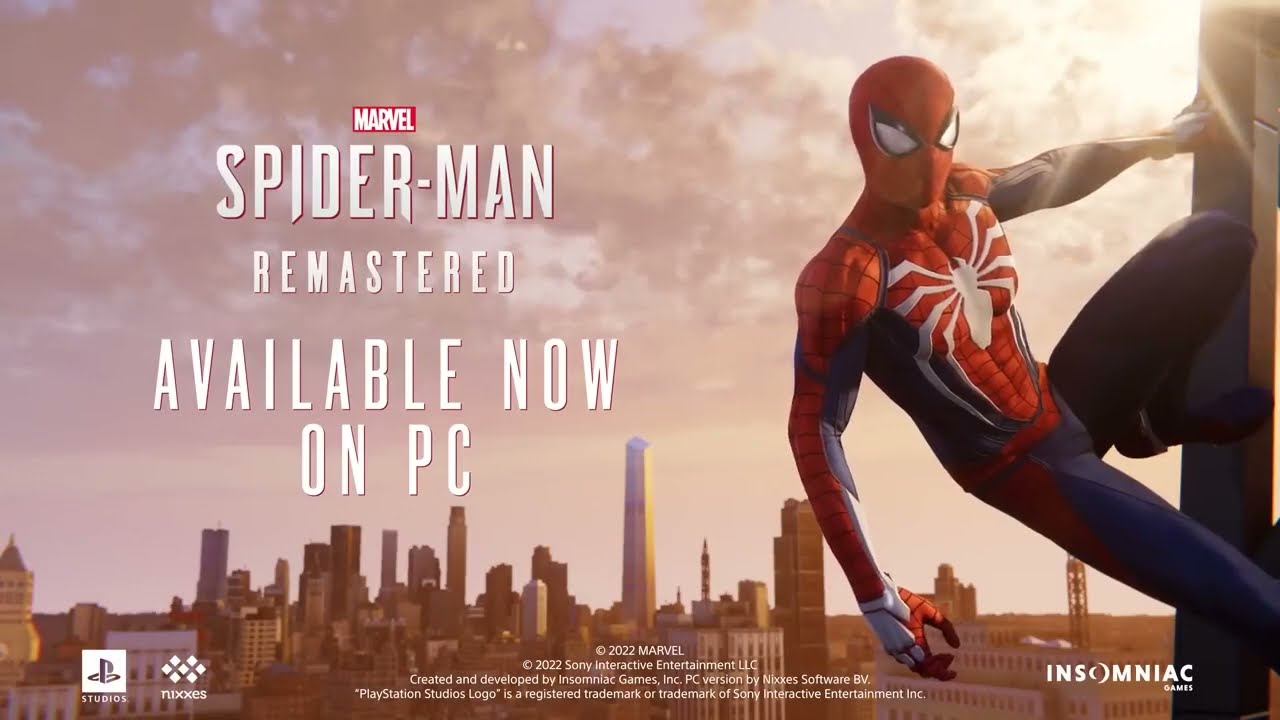 MARVEL
SPIDER-MAN
REMASTERED
AVAILABLE NOW
ON PC
© 2022 MARVEL
© 2022 Sony Interactive Entertainment LLC
Created and developed by Insomniac Games, Inc. PC version by Nixxes Software BV.
“PlayStation Studios Logo” is a registered trademark or trademark of Sony Interactive Entertainment Inc.
STUDIOS
nixxes
INSOMNIAC
GAMES